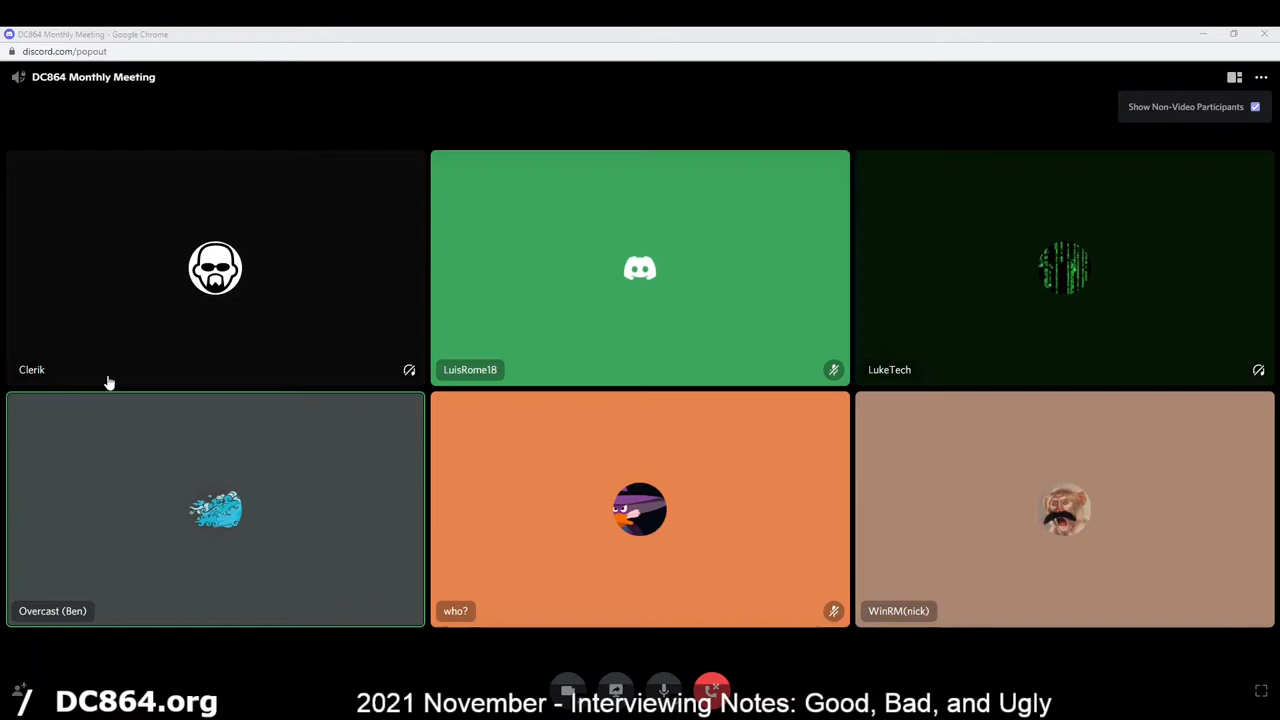 DC864 Monthly Meeting - Google Chrome
discord.com/popout
DC864 Monthly Meeting
Show Non-Video Participants
Clerik
LuisRome18
LukeTech
Overcast (Ben)
who?
WinRM(nick)
/ DC864.org
2021 November - Interviewing Notes: Good, Bad, and Ugly